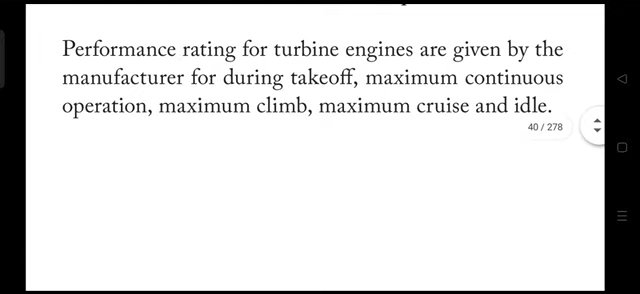 Performance rating for turbine engines are given by the
manufacturer for during takeoff, maximum continuous
operation, maximum climb, maximum cruise and idle.
40 / 278